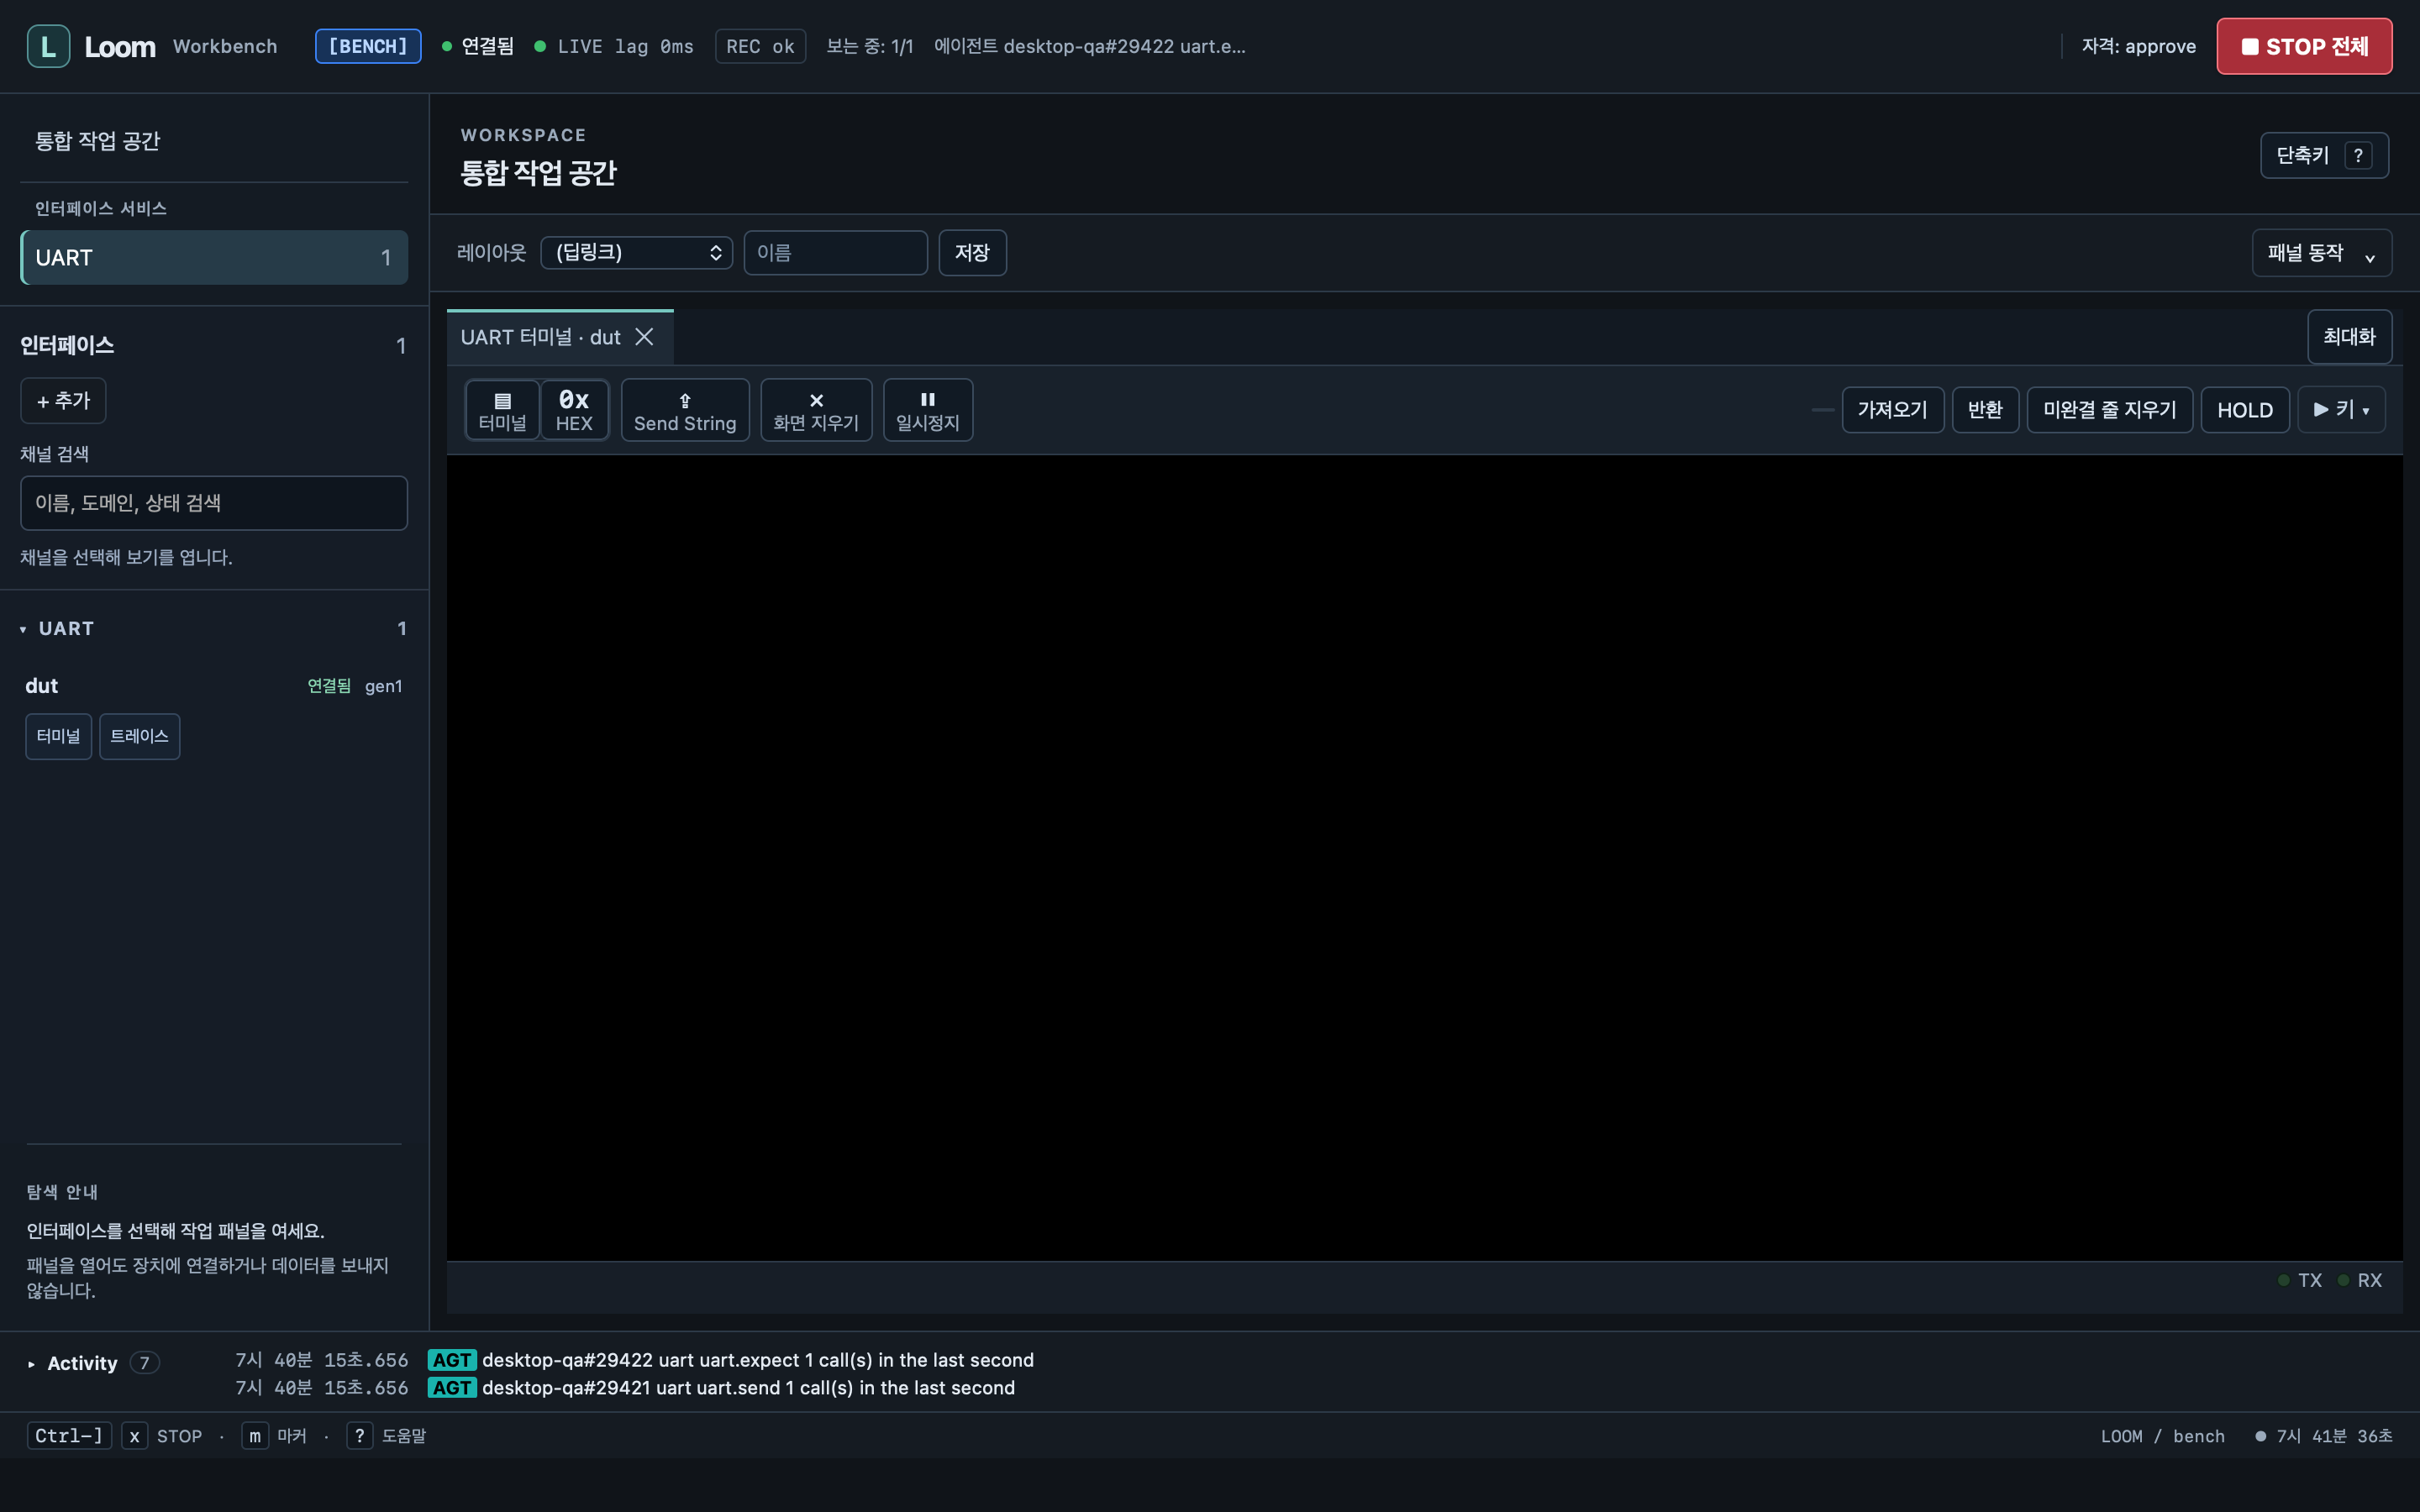 L Loom Workbench [BENCH] 연결됨 LIVE lag 0ms REC ok 보는 중: 1/1 에이전트 desktop-qa#29422 uart.e… 자격: approve STOP 전체
통합 작업 공간
인터페이스 서비스
UART 1
인터페이스 1
+ 추가
채널 검색
이름, 도메인, 상태 검색
채널을 선택해 보기를 엽니다.
▾ UART 1
dut 연결됨 gen1
터미널 트레이스
탐색 안내
인터페이스를 선택해 작업 패널을 여세요.
패널을 열어도 장치에 연결하거나 데이터를 보내지
않습니다.
WORKSPACE
통합 작업 공간
단축키 ?
레이아웃 (딥링크) 이름 저장 패널 동작
UART 터미널 · dut 최대화
터미널 0x HEX ⇪ Send String × 화면 지우기 일시정지 — 가져오기 반환 미완결 줄 지우기 HOLD ▶ 키 ▾
TX RX
▸ Activity 7
7시 40분 15초.656 AGT desktop-qa#29422 uart uart.expect 1 call(s) in the last second
7시 40분 15초.656 AGT desktop-qa#29421 uart uart.send 1 call(s) in the last second
Ctrl-] x STOP · m 마커 · ? 도움말 LOOM / bench 7시 41분 36초